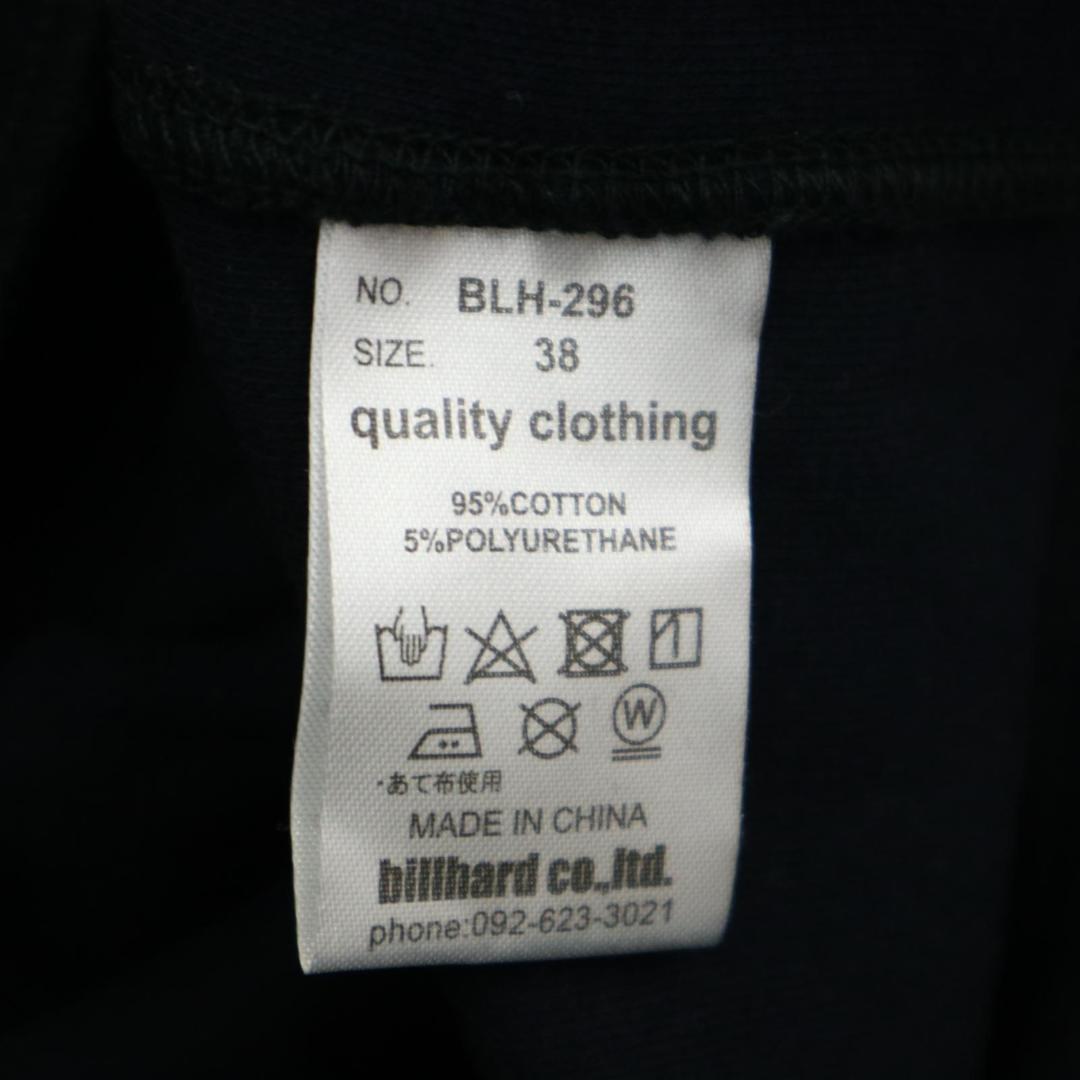 NO. BLH-296
SIZE. 38
quality clothing
95%COTTON
5%POLYURETHANE
W
・あて布使用
MADE IN CHINA
billhard co.,ltd.
phone:092-623-3021